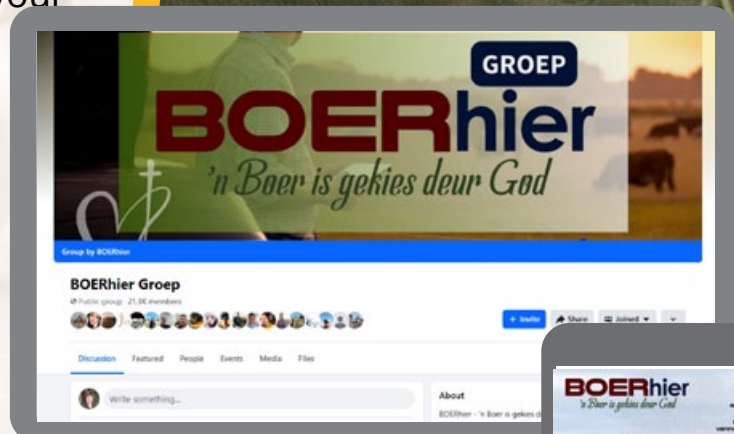 your
GROEP
BOERhier
'n Boer is gekies deur God
Group by BOERhier
BOERhier Groep
Public group · 21,0K members
+ Invite
Share
Joined
Discussion
Featured
People
Events
Media
Files
Write something...
About
BOERhier - 'n Boer is gekies d
BOERhier
'n Boer is gekies deur God